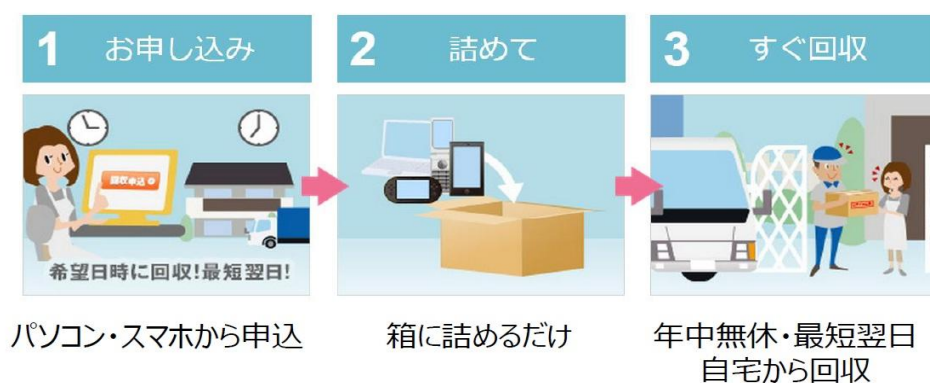 1 お申し込み
2 詰めて
3 すぐ回収
回収申込
希望日時に回収!最短翌日!
パソコン・スマホから申込
箱に詰めるだけ
年中無休・最短翌日
自宅から回収